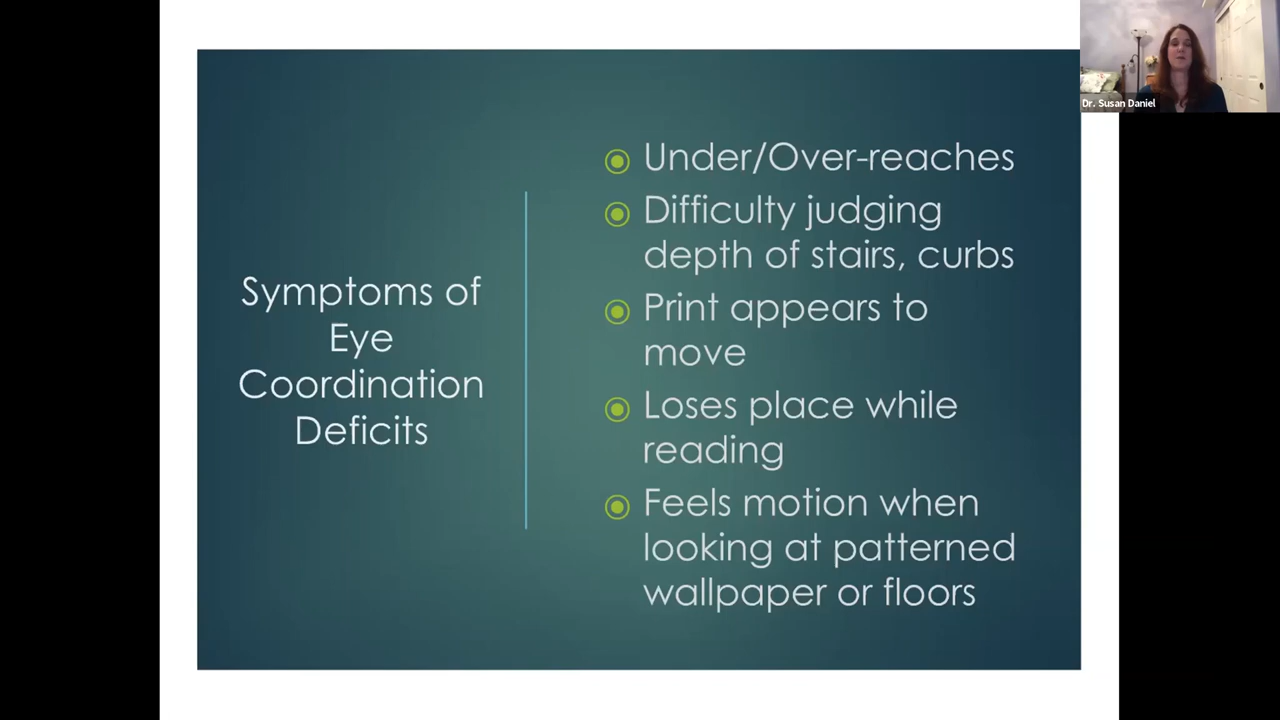 Symptoms of
Eye
Coordination
Deficits
Under/Over-reaches
Difficulty judging
depth of stairs, curbs
Print appears to
move
Loses place while
reading
Feels motion when
looking at patterned
wallpaper or floors
Dr. Susan Daniel